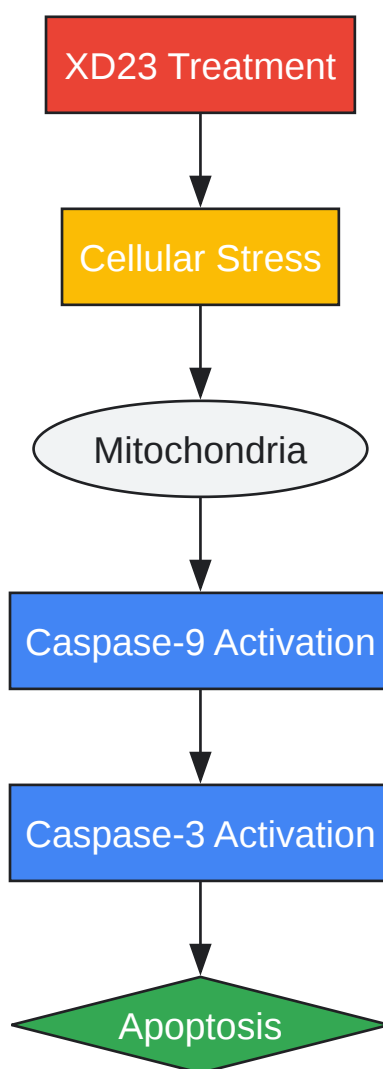 XD23 Treatment
Cellular Stress
Mitochondria
Caspase-9 Activation
Caspase-3 Activation
Apoptosis